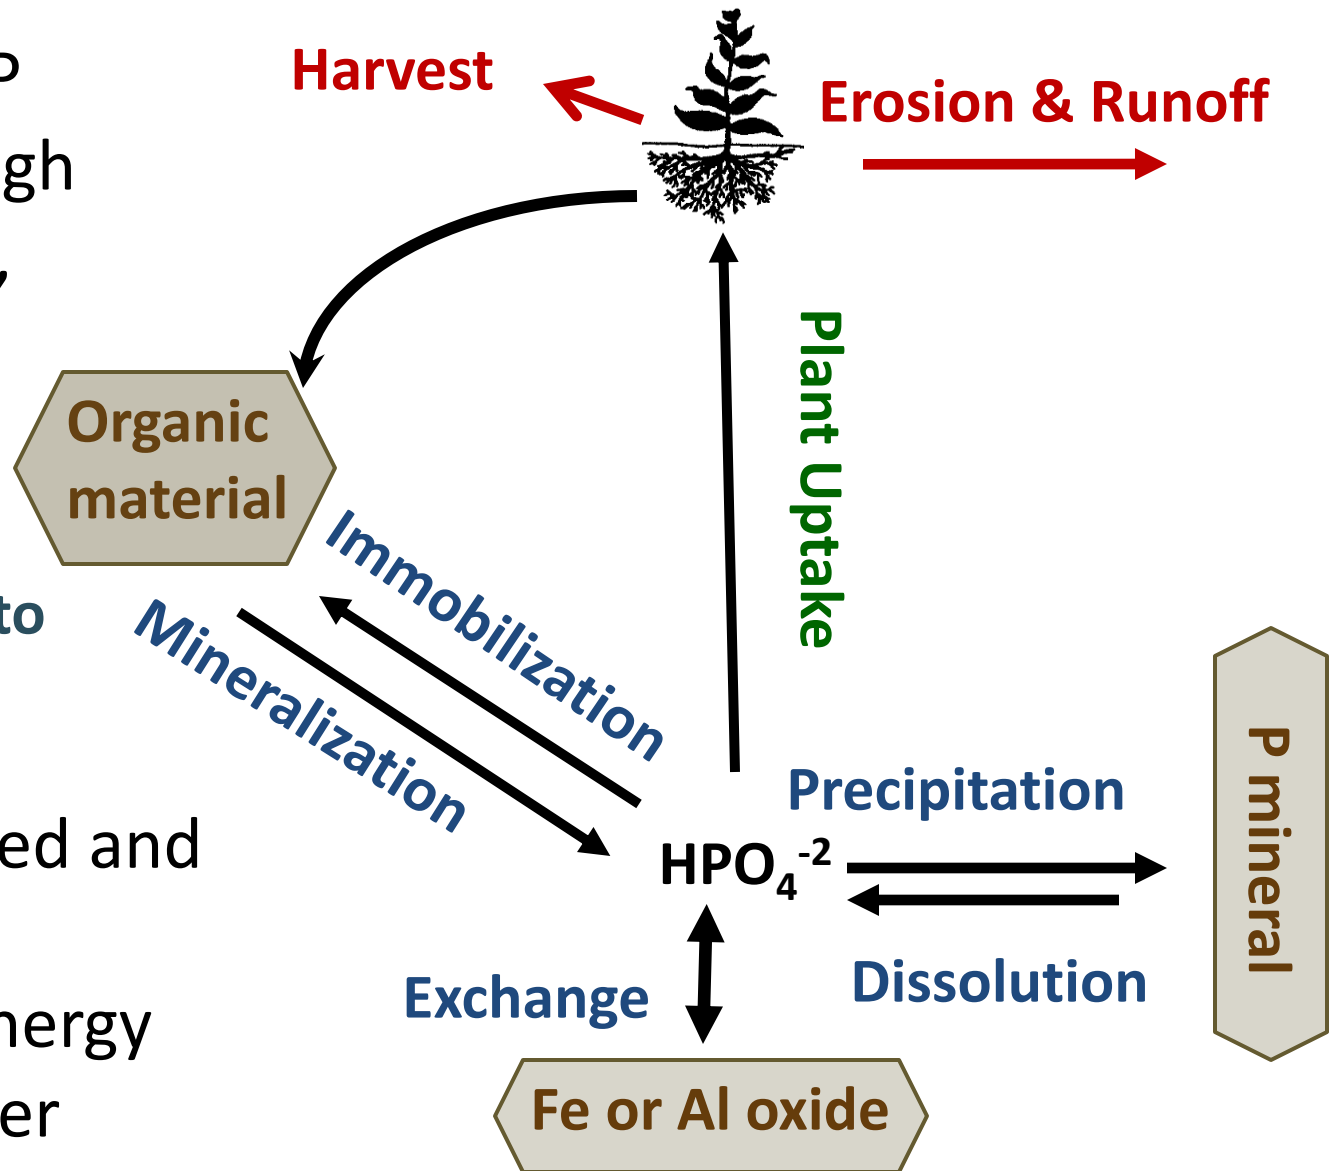 P
Harvest
Erosion & Runoff
gh
Plant Uptake
Organic
material
Immobilization
to
Mineralization
P mineral
Precipitation
ed and
HPO₄⁻²
Exchange
Dissolution
nergy
Fe or Al oxide
er